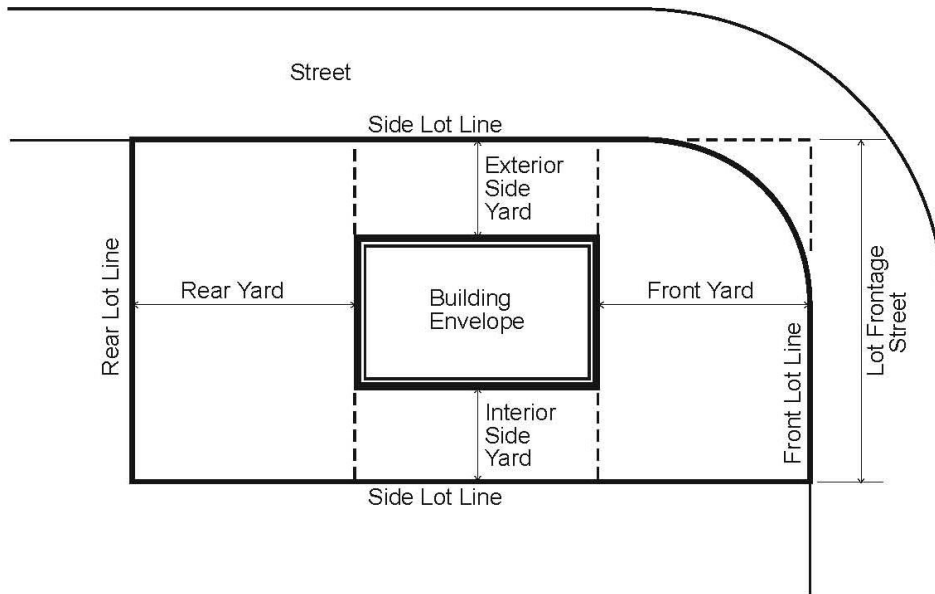 Street
Side Lot Line
Exterior
Side
Yard
Rear Lot Line
Rear Yard
Building
Envelope
Front Yard
Front Lot Line
Lot Frontage
Street
Interior
Side
Yard
Side Lot Line